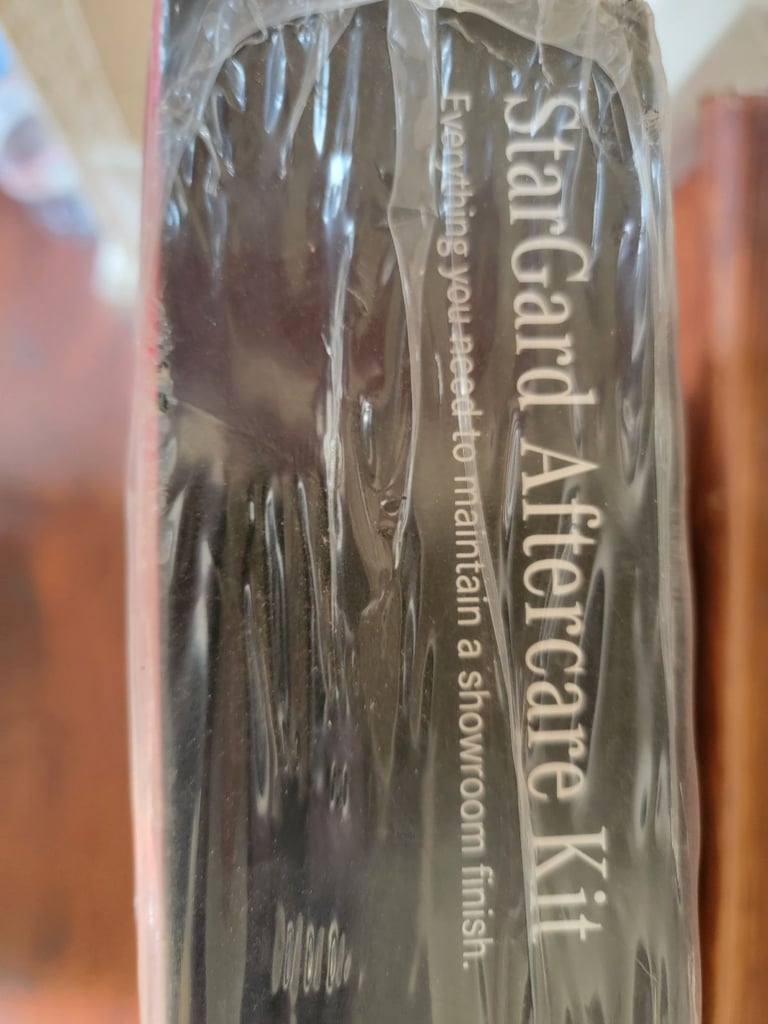 StarGard Aftercare Kit
Everything you need to maintain a showroom finish.